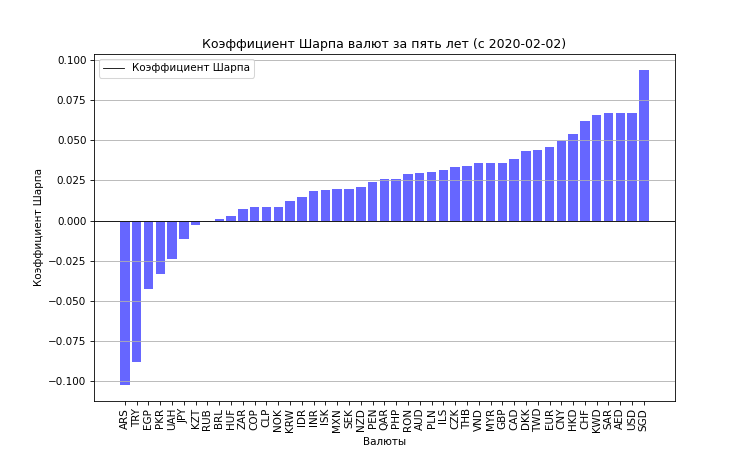 Коэффициент Шарпа валют за пять лет (с 2020-02-02)
Коэффициент Шарпа
0.100
0.075
0.050
0.025
0.000
−0.025
−0.050
−0.075
−0.100
Коэффициент Шарпа
ARS
TRY
EGP
PKR
UAH
JPY
KZT
RUB
BRL
HUF
ZAR
COP
CLP
NOK
KRW
IDR
INR
ISK
MXN
SEK
NZD
PEN
QAR
PHP
RON
AUD
PLN
ILS
CZK
THB
VND
MYR
GBP
CAD
DKK
TWD
EUR
CNY
HKD
CHF
KWD
SAR
AED
USD
SGD
Валюты